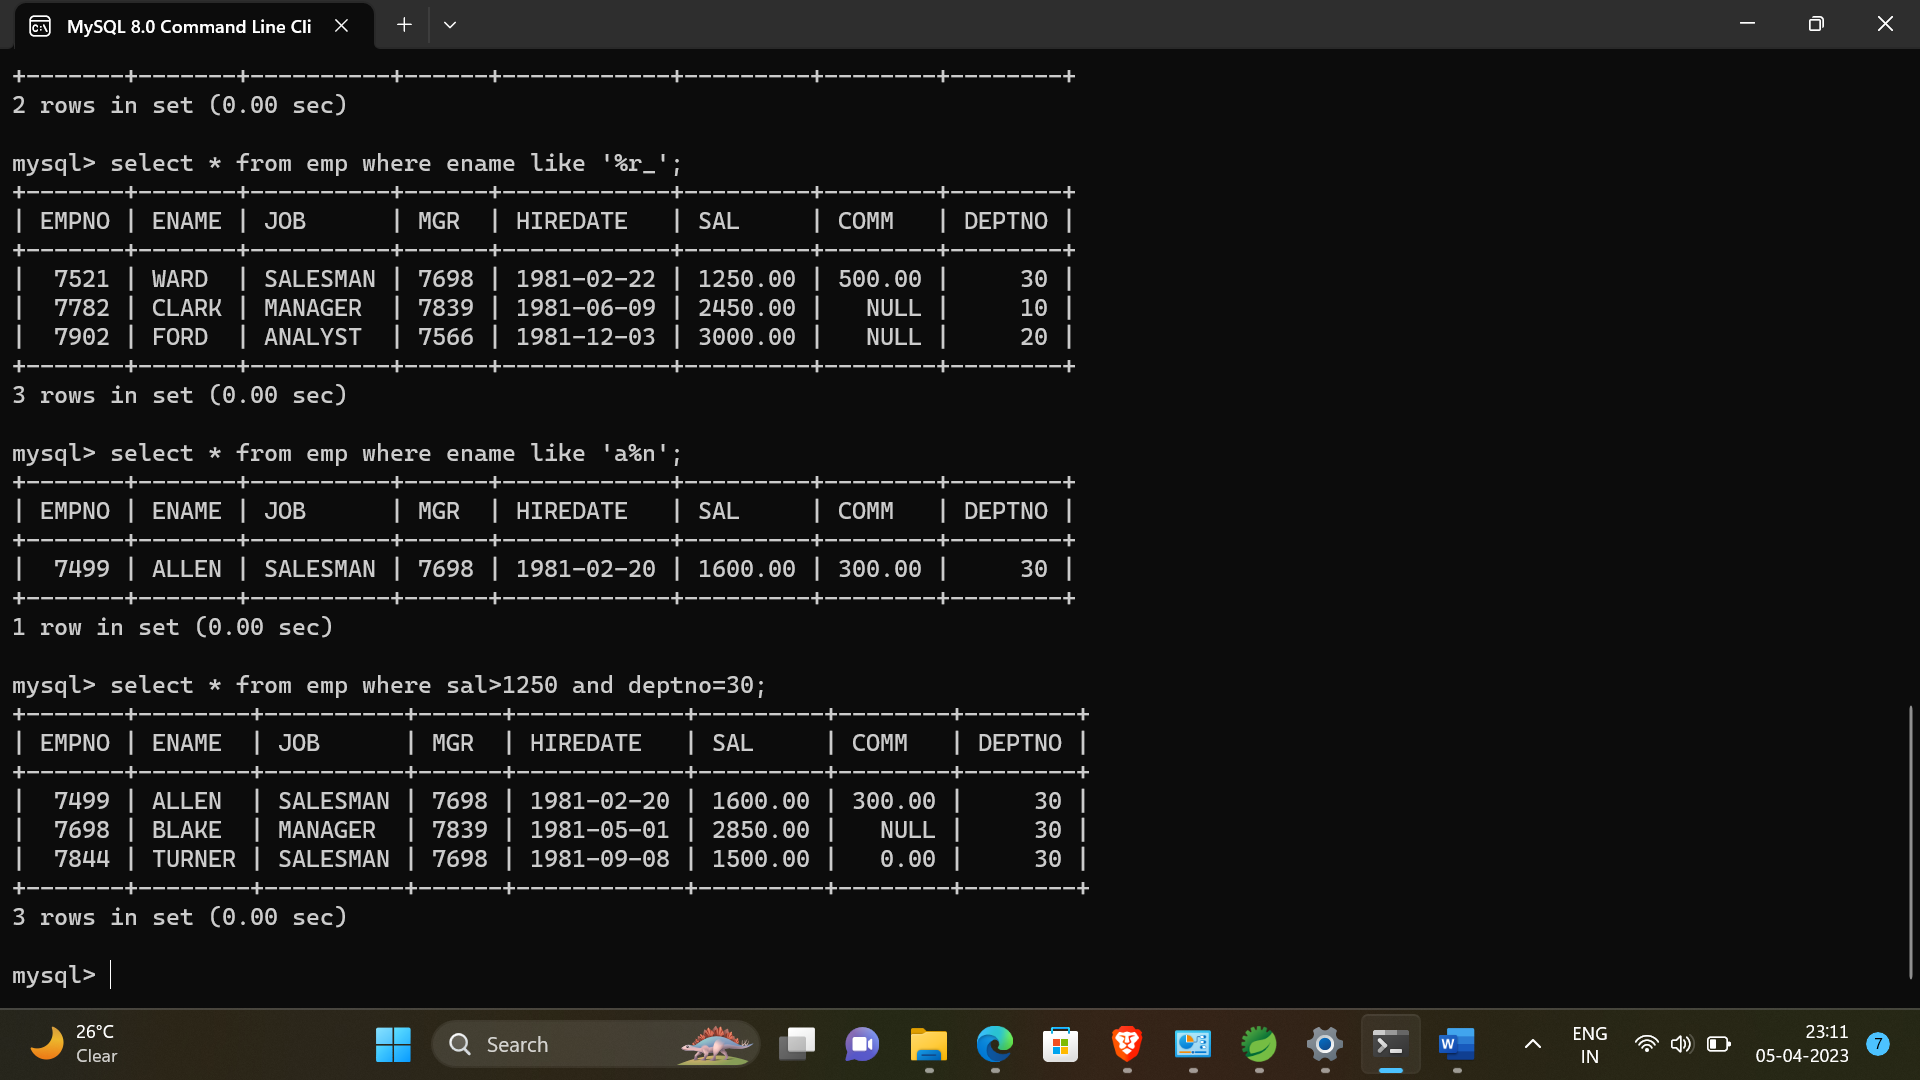 MySQL 8.0 Command Line Cli
+-------+-------+----------+------+------------+---------+--------+--------+
2 rows in set (0.00 sec)
mysql> select * from emp where ename like '%r_';
+-------+-------+----------+------+------------+---------+--------+--------+
| EMPNO | ENAME | JOB      | MGR  | HIREDATE   | SAL     | COMM   | DEPTNO |
+-------+-------+----------+------+------------+---------+--------+--------+
|  7521 | WARD  | SALESMAN | 7698 | 1981-02-22 | 1250.00 | 500.00 |     30 |
|  7782 | CLARK | MANAGER  | 7839 | 1981-06-09 | 2450.00 |   NULL |     10 |
|  7902 | FORD  | ANALYST  | 7566 | 1981-12-03 | 3000.00 |   NULL |     20 |
+-------+-------+----------+------+------------+---------+--------+--------+
3 rows in set (0.00 sec)
mysql> select * from emp where ename like 'a%n';
+-------+-------+----------+------+------------+---------+--------+--------+
| EMPNO | ENAME | JOB      | MGR  | HIREDATE   | SAL     | COMM   | DEPTNO |
+-------+-------+----------+------+------------+---------+--------+--------+
|  7499 | ALLEN | SALESMAN | 7698 | 1981-02-20 | 1600.00 | 300.00 |     30 |
+-------+-------+----------+------+------------+---------+--------+--------+
1 row in set (0.00 sec)
mysql> select * from emp where sal>1250 and deptno=30;
+-------+--------+----------+------+------------+---------+--------+--------+
| EMPNO | ENAME  | JOB      | MGR  | HIREDATE   | SAL     | COMM   | DEPTNO |
+-------+--------+----------+------+------------+---------+--------+--------+
|  7499 | ALLEN  | SALESMAN | 7698 | 1981-02-20 | 1600.00 | 300.00 |     30 |
|  7698 | BLAKE  | MANAGER  | 7839 | 1981-05-01 | 2850.00 |   NULL |     30 |
|  7844 | TURNER | SALESMAN | 7698 | 1981-09-08 | 1500.00 |   0.00 |     30 |
+-------+--------+----------+------+------------+---------+--------+--------+
3 rows in set (0.00 sec)
mysql>
26°C
Clear
Search
ENG
IN
23:11
05-04-2023
7